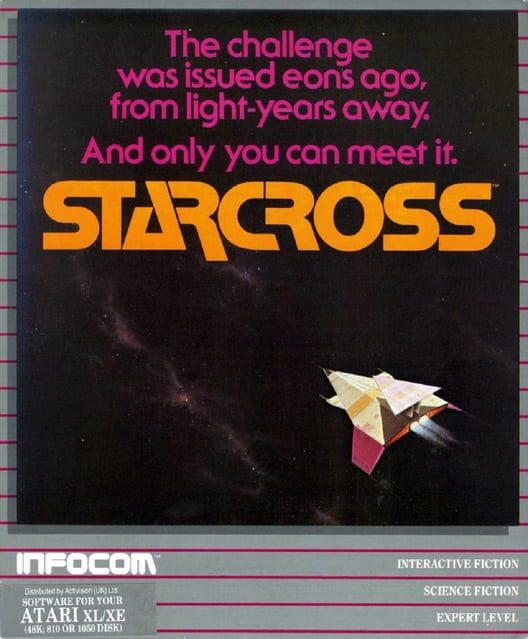 The challenge
was issued eons ago,
from light-years away.
And only you can meet it.
STARCROSS™
INFOCOM™
INTERACTIVE FICTION
Distributed by Activision (UK) Ltd.
SCIENCE FICTION
SOFTWARE FOR YOUR
ATARI XL/XE
EXPERT LEVEL
(48K; 810 OR 1050 DISK)